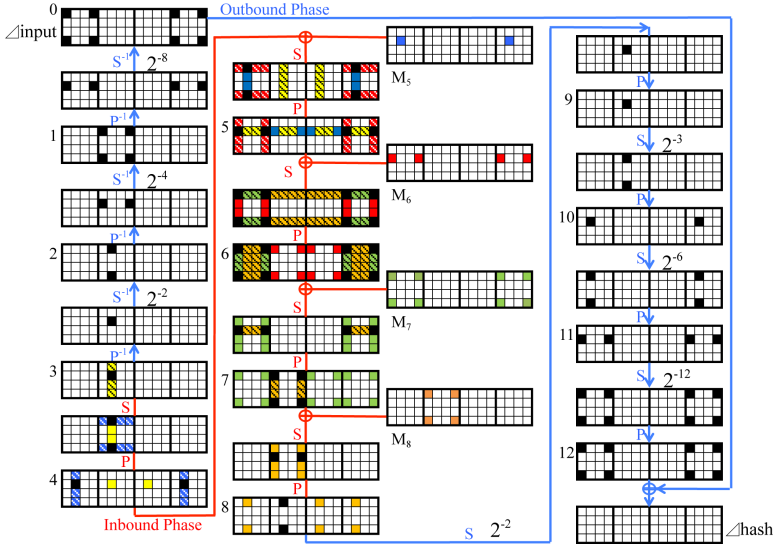 0
Outbound Phase
⊿input
S⁻¹ 2⁻⁸
P⁻¹
1
S⁻¹ 2⁻⁴
P⁻¹
2
S⁻¹ 2⁻²
P⁻¹
3
S
P
4
Inbound Phase
S
M₅
P
5
S
M₆
P
6
S
M₇
P
7
S
M₈
P
8
S 2⁻²
P
9
S 2⁻³
P
10
S 2⁻⁶
P
11
S 2⁻¹²
P
12
⊿hash